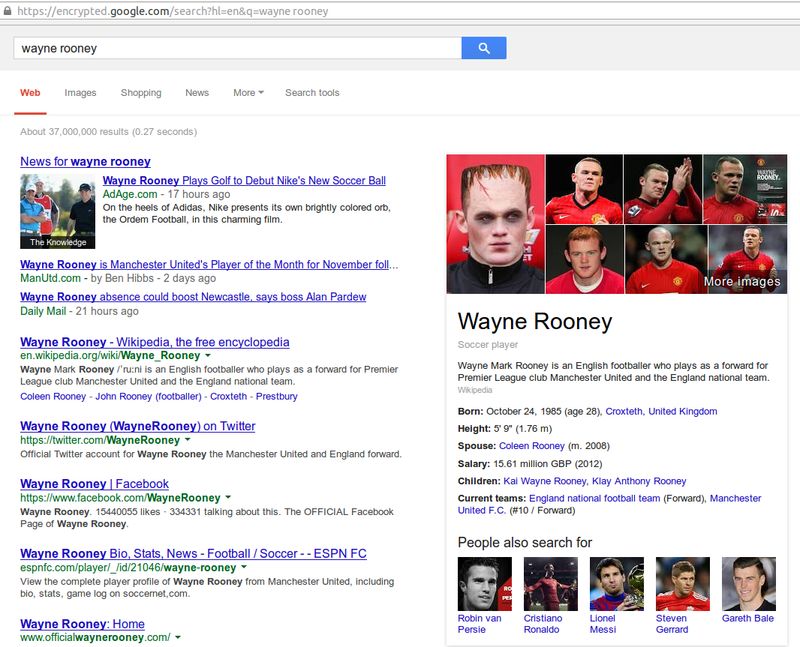 https://encrypted.google.com/search?hl=en&q=wayne rooney
wayne rooney
Web Images Shopping News More Search tools
About 37,000,000 results (0.27 seconds)
News for wayne rooney
Wayne Rooney Plays Golf to Debut Nike's New Soccer Ball
AdAge.com - 17 hours ago
On the heels of Adidas, Nike presents its own brightly colored orb,
the Ordem Football, in this charming film.
The Knowledge
Wayne Rooney is Manchester United's Player of the Month for November foll...
ManUtd.com - by Ben Hibbs - 2 days ago
Wayne Rooney absence could boost Newcastle, says boss Alan Pardew
Daily Mail - 21 hours ago
Wayne Rooney - Wikipedia, the free encyclopedia
en.wikipedia.org/wiki/Wayne_Rooney
Wayne Mark Rooney /ˈruːni is an English footballer who plays as a forward for Premier
League club Manchester United and the England national team.
Coleen Rooney - John Rooney (footballer) - Croxteth - Prestbury
Wayne Rooney (WayneRooney) on Twitter
https://twitter.com/WayneRooney
Official Twitter account for Wayne Rooney the Manchester United and England forward.
Wayne Rooney | Facebook
https://www.facebook.com/WayneRooney
Wayne Rooney. 15440055 likes · 334331 talking about this. The OFFICIAL Facebook
Page of Wayne Rooney.
Wayne Rooney Bio, Stats, News - Football / Soccer - - ESPN FC
espnfc.com/player/_/id/21046/wayne-rooney
View the complete player profile of Wayne Rooney from Manchester United, including
bio, stats, game log on soccernet.com.
Wayne Rooney: Home
www.officialwaynerooney.com/
WAYNE
ROONEY.
More images
Wayne Rooney
Soccer player
Wayne Mark Rooney is an English footballer who plays as a forward for
Premier League club Manchester United and the England national team.
Wikipedia
Born: October 24, 1985 (age 28), Croxteth, United Kingdom
Height: 5' 9" (1.76 m)
Spouse: Coleen Rooney (m. 2008)
Salary: 15.61 million GBP (2012)
Children: Kai Wayne Rooney, Klay Anthony Rooney
Current teams: England national football team (Forward), Manchester
United F.C. (#10 / Forward)
People also search for
Robin van
Persie
Cristiano
Ronaldo
Lionel
Messi
Steven
Gerrard
Gareth Bale